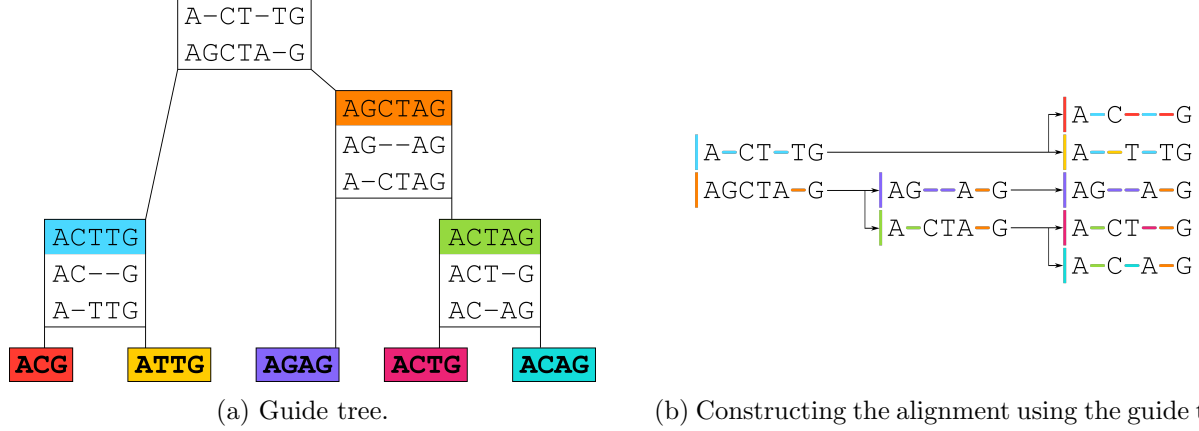 A-CT-TG
AGCTA-G
AGCTAG
AG--AG
A-CTAG
ACTTG
AC--G
A-TTG
ACTAG
ACT-G
AC-AG
ACG
ATTG
AGAG
ACTG
ACAG
(a) Guide tree.
A-CT-TG
AGCTA-G
AG--A-G
A-CTA-G
A-C---G
A--T-TG
AG--A-G
A-CT--G
A-C-A-G
(b) Constructing the alignment using the guide t